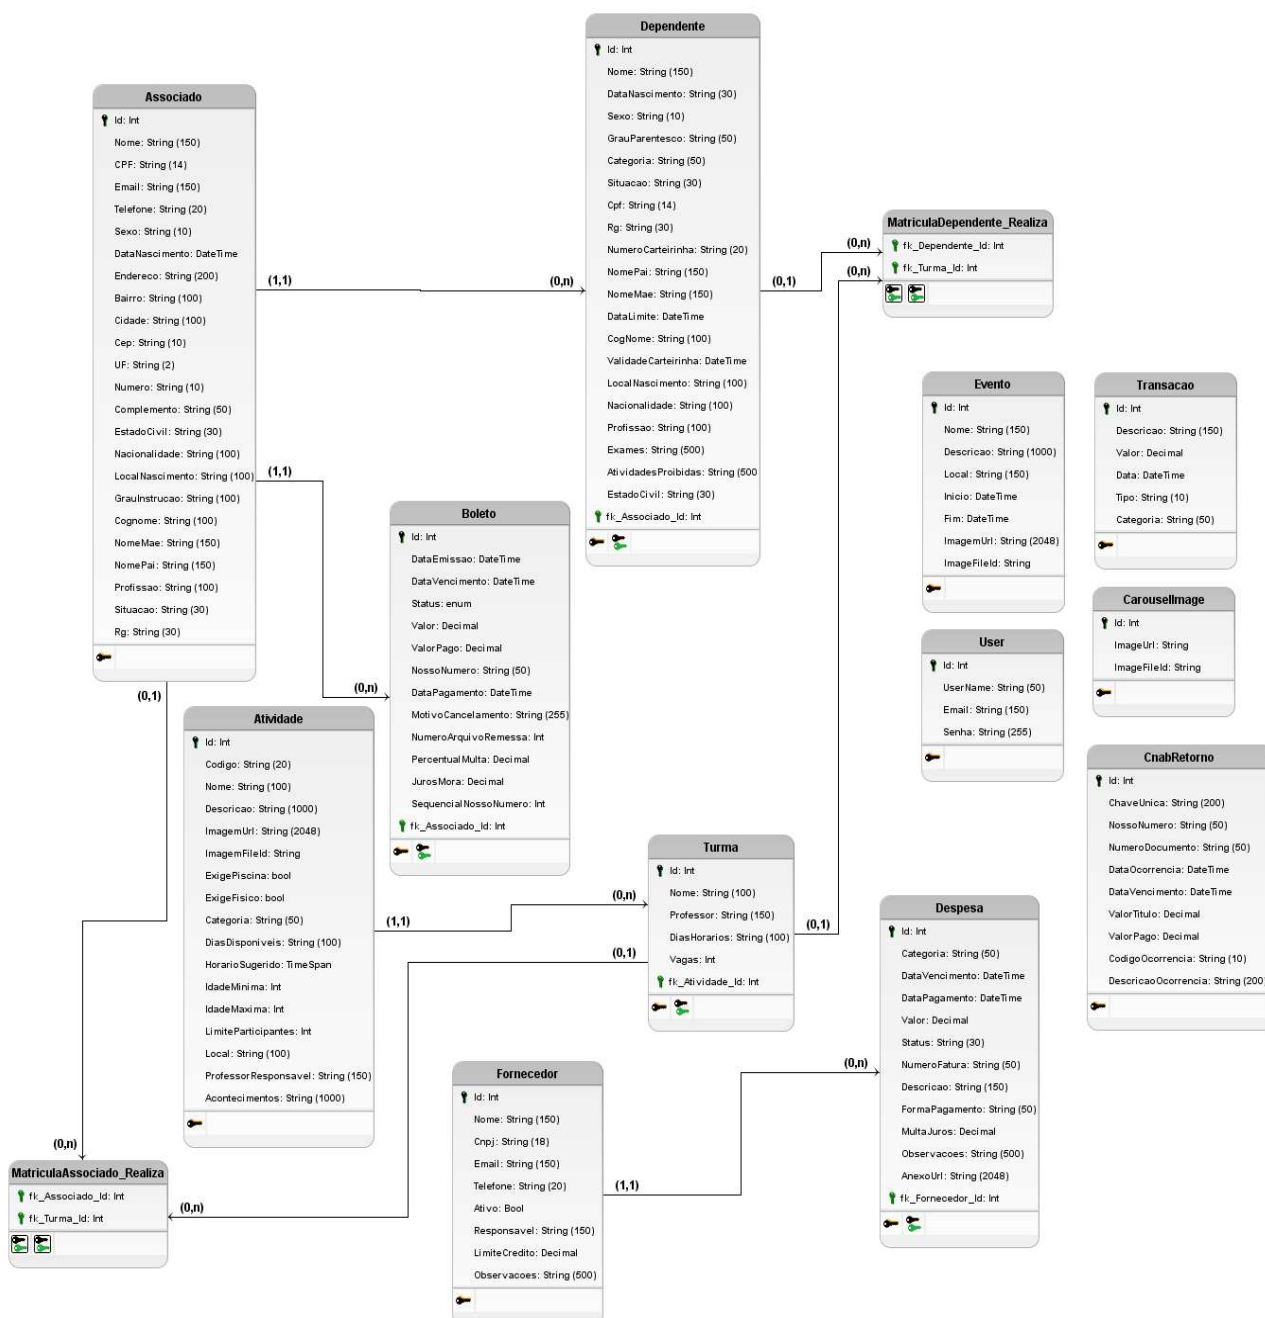 Dependente
Id: Int
Nome: String (150)
DataNascimento: String (30)
Sexo: String (10)
GrauParentesco: String (50)
Categoria: String (50)
Situacao: String (30)
Cpf: String (14)
Rg: String (30)
NumeroCarteirinha: String (20)
NomePai: String (150)
NomeMae: String (150)
DataLimite: DateTime
CogNome: String (100)
ValidadeCarteirinha: DateTime
LocalNascimento: String (100)
Nacionalidade: String (100)
Profissao: String (100)
Exames: String (500)
AtividadesProibidas: String (500
EstadoCivil: String (30)
fk_Associado_Id: Int
Associado
Id: Int
Nome: String (150)
CPF: String (14)
Email: String (150)
Telefone: String (20)
Sexo: String (10)
DataNascimento: DateTime
Endereco: String (200)
Bairro: String (100)
Cidade: String (100)
Cep: String (10)
UF: String (2)
Numero: String (10)
Complemento: String (50)
EstadoCivil: String (30)
Nacionalidade: String (100)
LocalNascimento: String (100)
GrauInstrucao: String (100)
Cognome: String (100)
NomeMae: String (150)
NomePai: String (150)
Profissao: String (100)
Situacao: String (30)
Rg: String (30)
(1,1)
(0,n)
(1,1)
(0,n)
(0,1)
(0,n)
(0,1)
(0,n)
(0,n)
MatriculaDependente_Realiza
fk_Dependente_Id: Int
fk_Turma_Id: Int
Evento
Id: Int
Nome: String (150)
Descricao: String (1000)
Local: String (150)
Inicio: DateTime
Fim: DateTime
ImagemUrl: String (2048)
ImageFileId: String
Transacao
Id: Int
Descricao: String (150)
Valor: Decimal
Data: DateTime
Tipo: String (10)
Categoria: String (50)
Boleto
Id: Int
DataEmissao: DateTime
DataVencimento: DateTime
Status: enum
Valor: Decimal
ValorPago: Decimal
NossoNumero: String (50)
DataPagamento: DateTime
MotivoCancelamento: String (255)
NumeroArquivoRemessa: Int
PercentualMulta: Decimal
JurosMora: Decimal
SequencialNossoNumero: Int
fk_Associado_Id: Int
CarouselImage
Id: Int
ImageUrl: String
ImageFileId: String
User
Id: Int
UserName: String (50)
Email: String (150)
Senha: String (255)
Atividade
Id: Int
Codigo: String (20)
Nome: String (100)
Descricao: String (1000)
ImagemUrl: String (2048)
ImagemFileId: String
ExigePiscina: bool
ExigeFisico: bool
Categoria: String (50)
DiasDisponiveis: String (100)
HorarioSugerido: TimeSpan
IdadeMinima: Int
IdadeMaxima: Int
LimiteParticipantes: Int
Local: String (100)
ProfessorResponsavel: String (150)
Acontecimentos: String (1000)
(1,1)
(0,n)
(0,1)
(0,1)
Turma
Id: Int
Nome: String (100)
Professor: String (150)
DiasHorarios: String (100)
Vagas: Int
fk_Atividade_Id: Int
CnabRetorno
Id: Int
ChaveUnica: String (200)
NossoNumero: String (50)
NumeroDocumento: String (50)
DataOcorrencia: DateTime
DataVencimento: DateTime
ValorTitulo: Decimal
ValorPago: Decimal
CodigoOcorrencia: String (10)
DescricaoOcorrencia: String (200)
Despesa
Id: Int
Categoria: String (50)
DataVencimento: DateTime
DataPagamento: DateTime
Valor: Decimal
Status: String (30)
NumeroFatura: String (50)
Descricao: String (150)
FormaPagamento: String (50)
MultaJuros: Decimal
Observacoes: String (500)
AnexoUrl: String (2048)
fk_Fornecedor_Id: Int
Fornecedor
Id: Int
Nome: String (150)
Cnpj: String (18)
Email: String (150)
Telefone: String (20)
Ativo: Bool
Responsavel: String (150)
LimiteCredito: Decimal
Observacoes: String (500)
(1,1)
(0,n)
MatriculaAssociado_Realiza
fk_Associado_Id: Int
fk_Turma_Id: Int
(0,n)